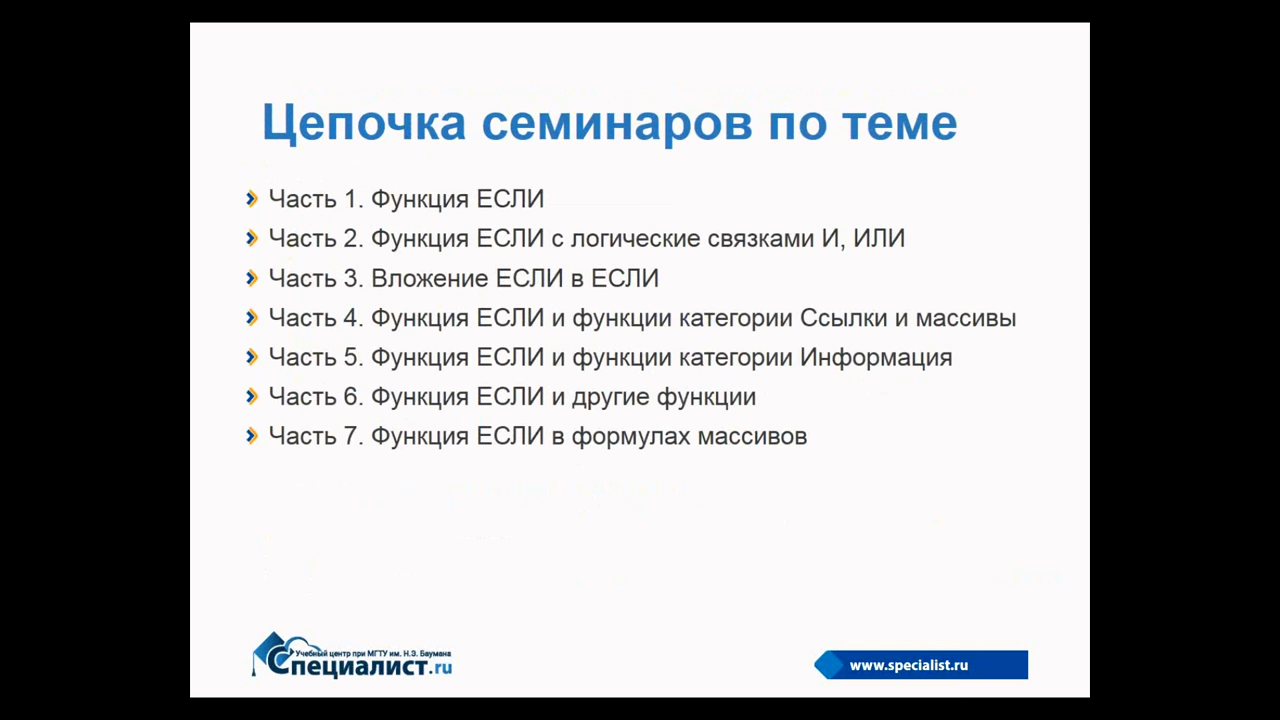 Цепочка семинаров по теме
Часть 1. Функция ЕСЛИ
Часть 2. Функция ЕСЛИ с логические связками И, ИЛИ
Часть 3. Вложение ЕСЛИ в ЕСЛИ
Часть 4. Функция ЕСЛИ и функции категории Ссылки и массивы
Часть 5. Функция ЕСЛИ и функции категории Информация
Часть 6. Функция ЕСЛИ и другие функции
Часть 7. Функция ЕСЛИ в формулах массивов
Учебный центр при МГТУ им. Н.Э. Баумана
Специалист.ru
www.specialist.ru